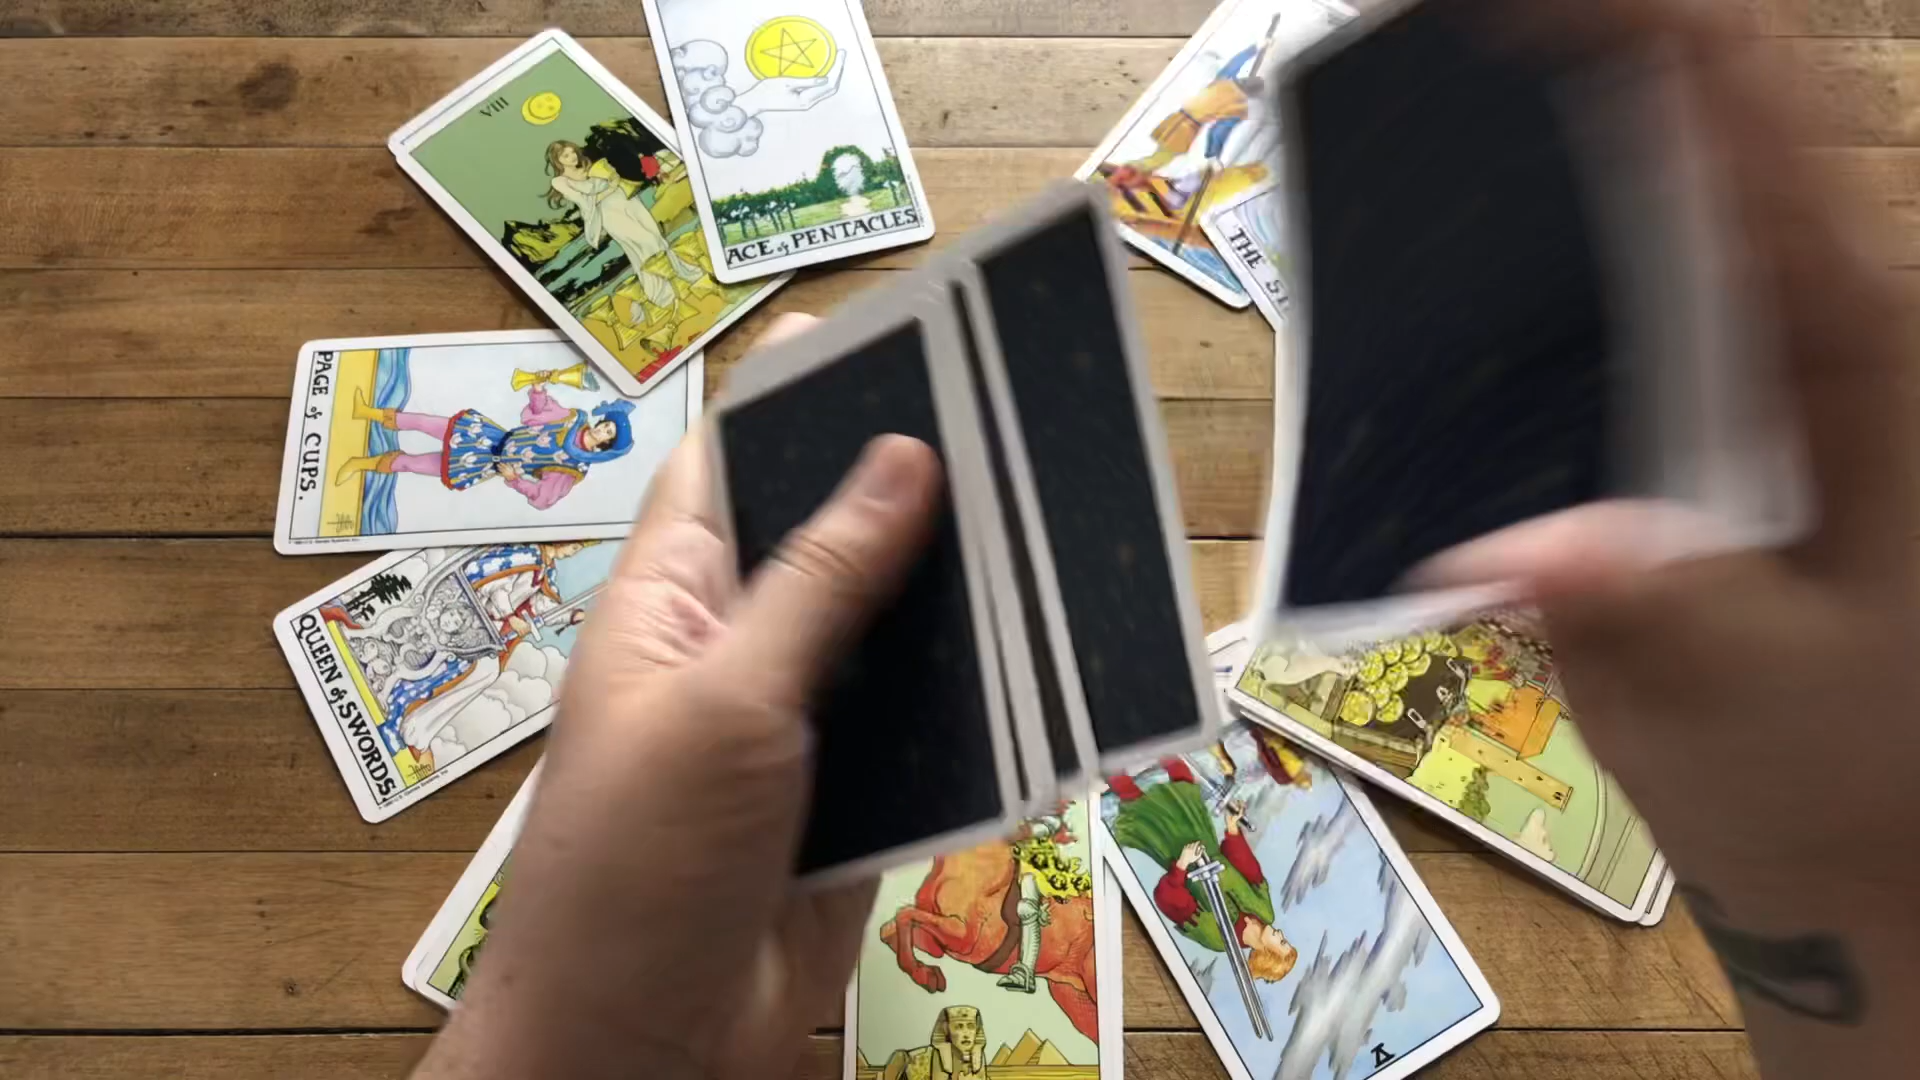 VIII
ACE of PENTACLES
THE S
PAGE of CUPS.
QUEEN of SWORDS.
V